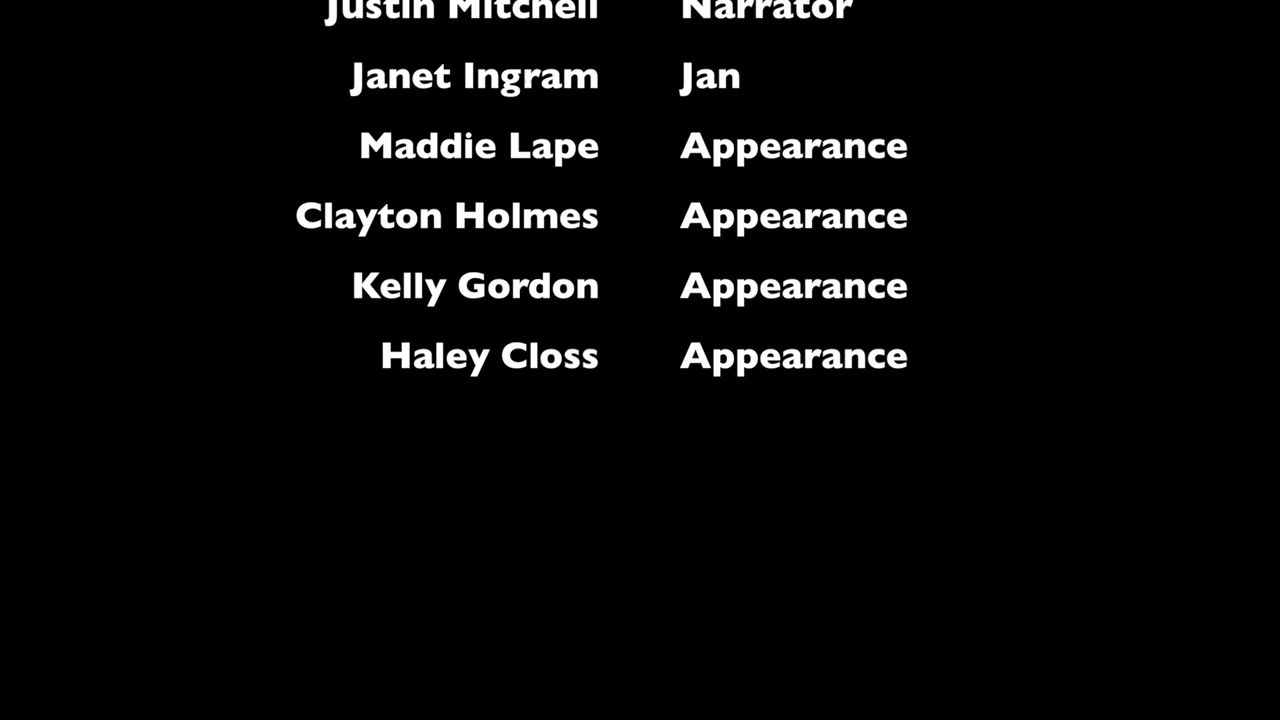 Justin Mitchell Narrator
Janet Ingram Jan
Maddie Lape Appearance
Clayton Holmes Appearance
Kelly Gordon Appearance
Haley Closs Appearance